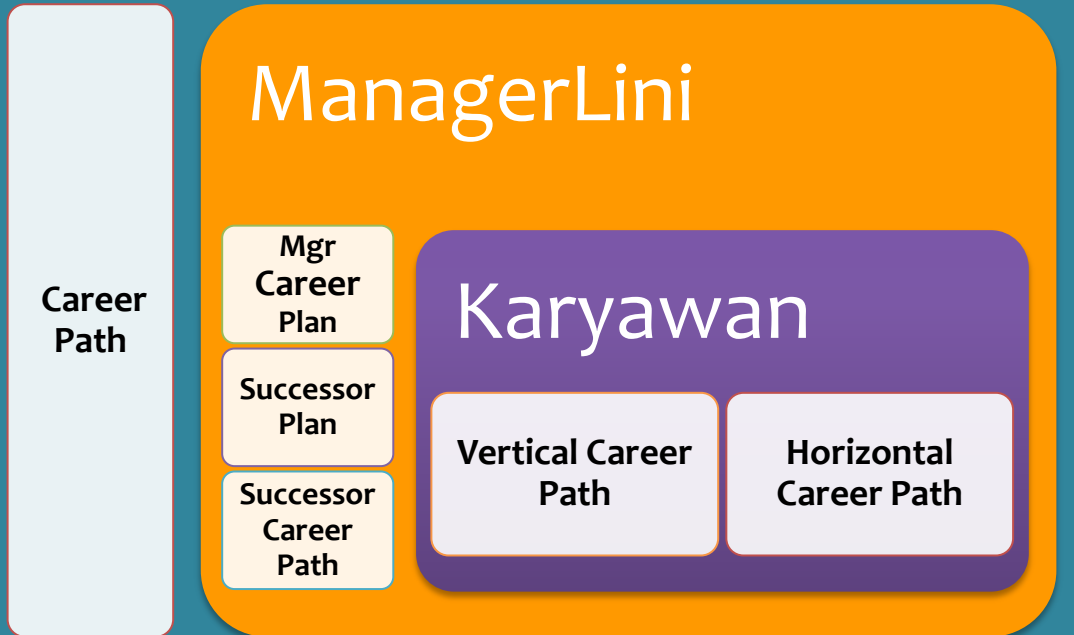 Career
Path
ManagerLini
Mgr
Career
Plan
Successor
Plan
Successor
Career
Path
Karyawan
Vertical Career
Path
Horizontal
Career Path